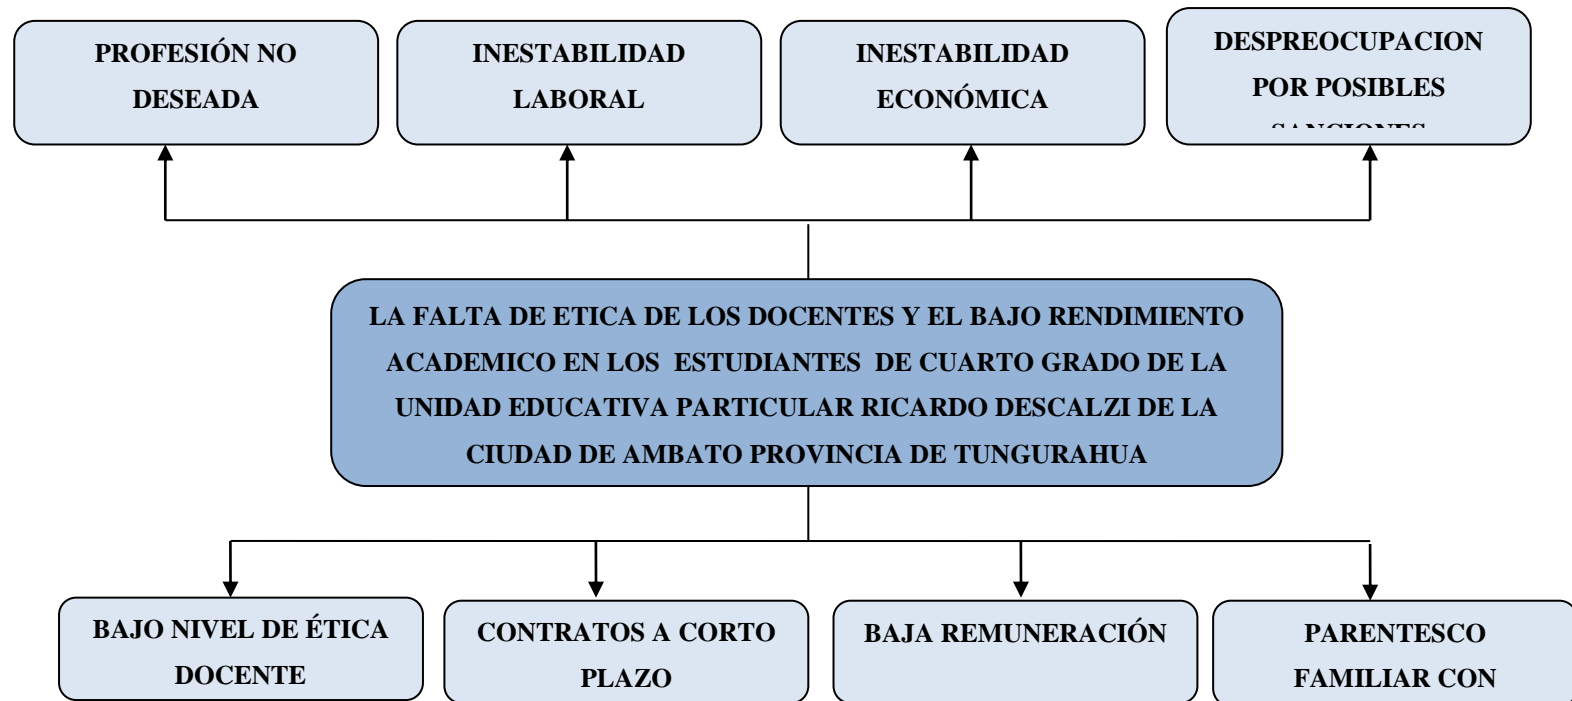 PROFESIÓN NO
DESEADA
INESTABILIDAD
LABORAL
INESTABILIDAD
ECONÓMICA
DESPREOCUPACION
POR POSIBLES
SANCIONES
LA FALTA DE ETICA DE LOS DOCENTES Y EL BAJO RENDIMIENTO
ACADEMICO EN LOS ESTUDIANTES DE CUARTO GRADO DE LA
UNIDAD EDUCATIVA PARTICULAR RICARDO DESCALZI DE LA
CIUDAD DE AMBATO PROVINCIA DE TUNGURAHUA
BAJO NIVEL DE ÉTICA
DOCENTE
CONTRATOS A CORTO
PLAZO
BAJA REMUNERACIÓN
PARENTESCO
FAMILIAR CON